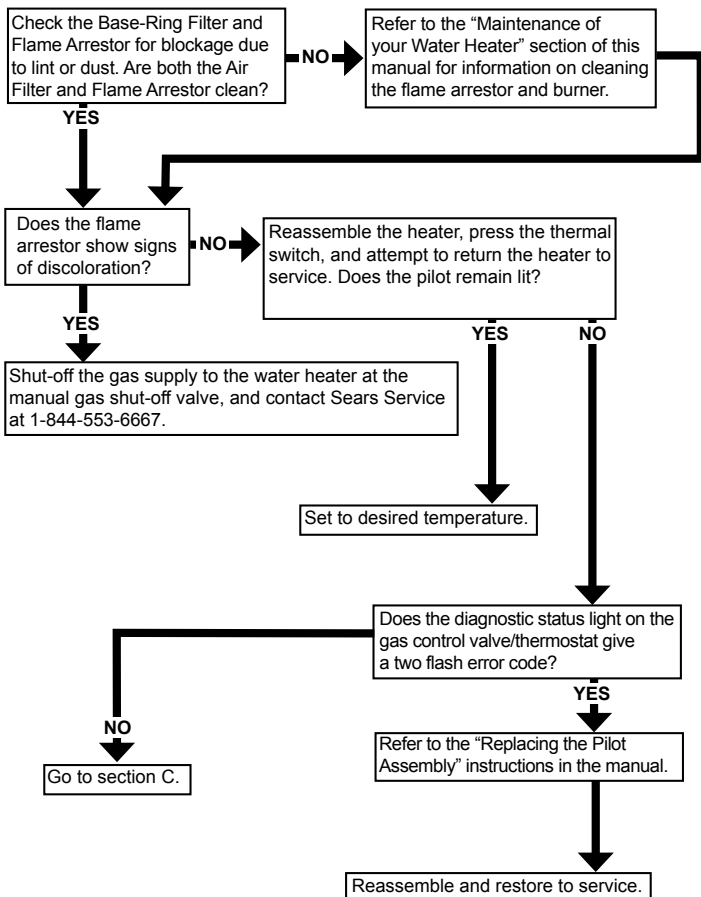 Check the Base-Ring Filter and
Flame Arrestor for blockage due
to lint or dust. Are both the Air
Filter and Flame Arrestor clean?
NO
Refer to the “Maintenance of
your Water Heater” section of this
manual for information on cleaning
the flame arrestor and burner.
YES
Does the flame
arrestor show signs
of discoloration?
NO
Reassemble the heater, press the thermal
switch, and attempt to return the heater to
service. Does the pilot remain lit?
YES
Shut-off the gas supply to the water heater at the
manual gas shut-off valve, and contact Sears Service
at 1-844-553-6667.
YES
NO
Set to desired temperature.
Does the diagnostic status light on the
gas control valve/thermostat give
a two flash error code?
NO
Go to section C.
YES
Refer to the “Replacing the Pilot
Assembly” instructions in the manual.
Reassemble and restore to service.